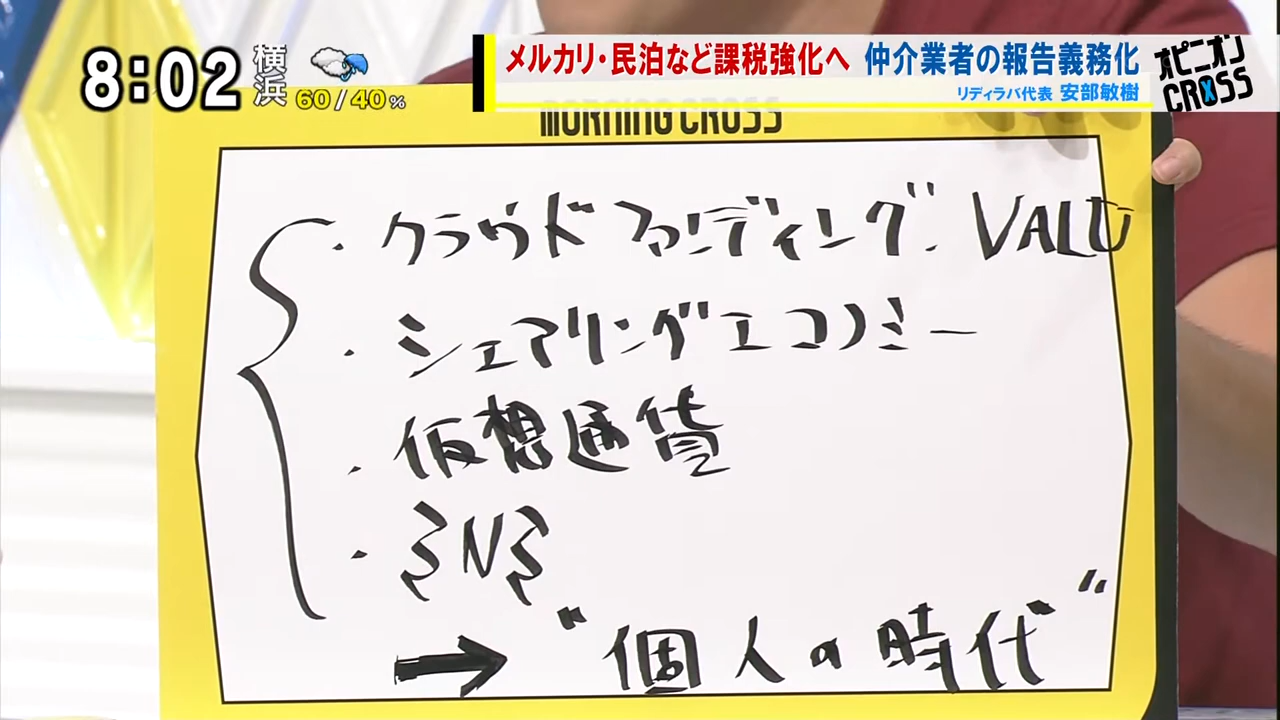 8:02
横浜
60/40%
メルカリ・民泊など課税強化へ 仲介業者の報告義務化
リディラバ代表 安部敏樹
オピニオンCROSS
MORNING CROSS
・クラウドファンディング. VALU
・シェアリングエコノミー
・仮想通貨
・SNS
→ “個人の時代”